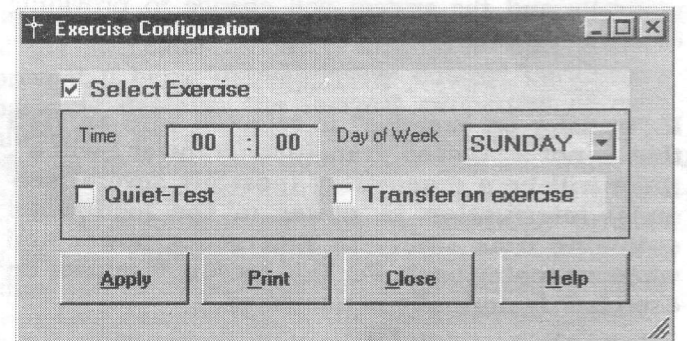 Exercise Configuration
Select Exercise
Time 00 : 00 Day of Week SUNDAY
Quiet-Test Transfer on exercise
Apply Print Close Help